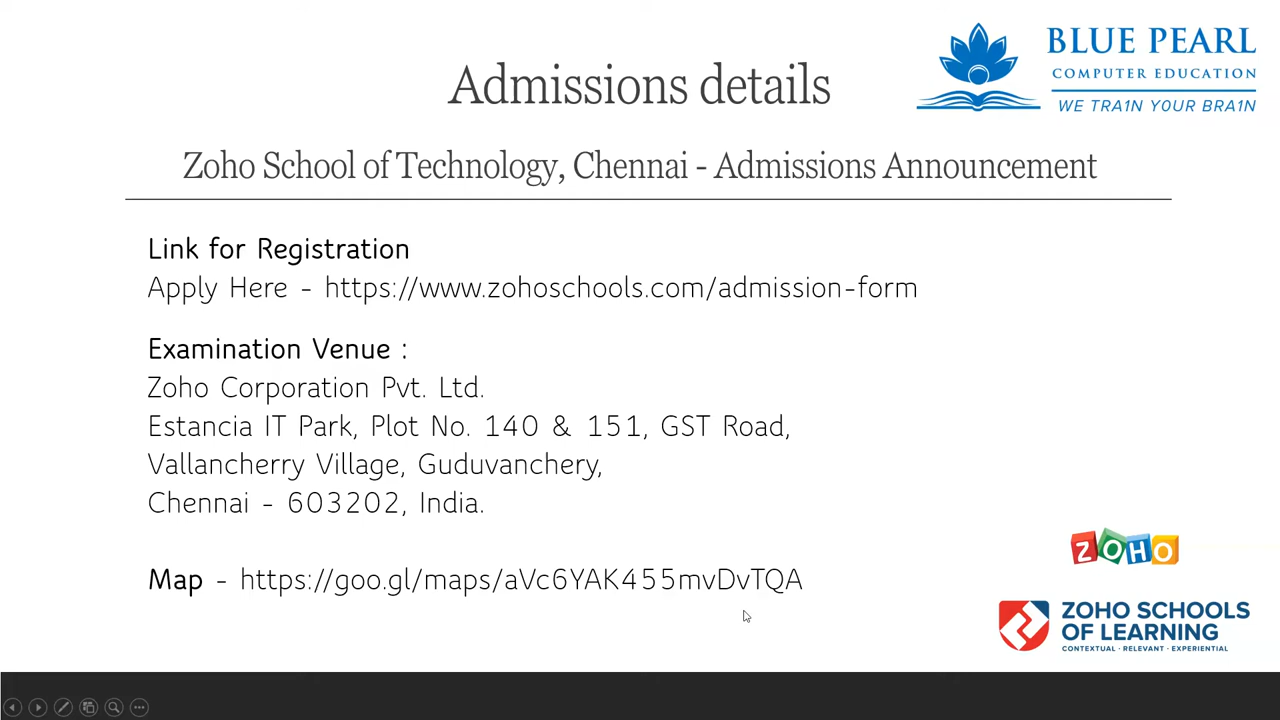 BLUE PEARL
COMPUTER EDUCATION
WE TRA1N Y0UR BRA1N
Admissions details
Zoho School of Technology, Chennai - Admissions Announcement
Link for Registration
Apply Here - https://www.zohoschools.com/admission-form
Examination Venue :
Zoho Corporation Pvt. Ltd.
Estancia IT Park, Plot No. 140 & 151, GST Road,
Vallancherry Village, Guduvanchery,
Chennai - 603202, India.
Map - https://goo.gl/maps/aVc6YAK455mvDvTQA
ZOHO
ZOHO SCHOOLS
OF LEARNING
CONTEXTUAL · RELEVANT · EXPERIENTIAL